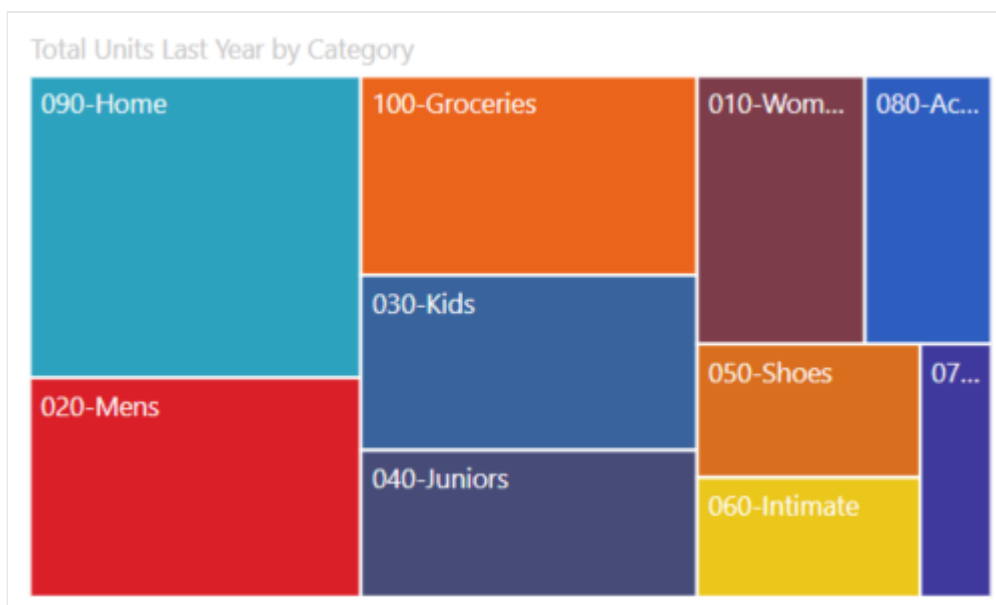 Total Units Last Year by Category
090-Home
100-Groceries
010-Wom...
080-Ac...
030-Kids
050-Shoes
07...
020-Mens
040-Juniors
060-Intimate